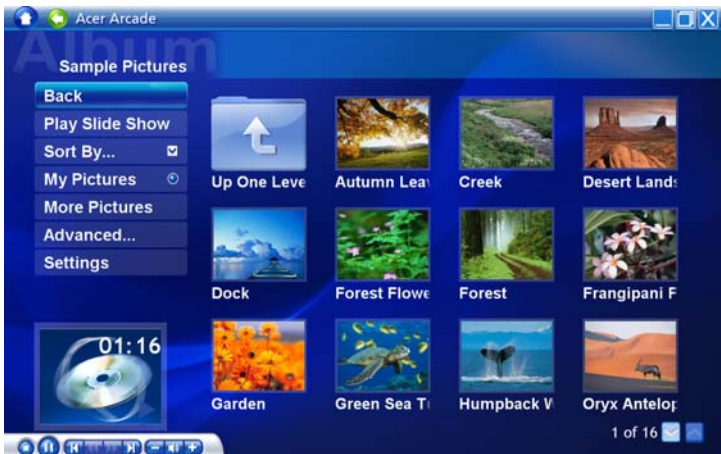 Acer Arcade
Album
Sample Pictures
Back
Play Slide Show
Sort By...
My Pictures
More Pictures
Advanced...
Settings
Up One Leve
Autumn Lea
Creek
Desert Lands
Dock
Forest Flowe
Forest
Frangipani F
Garden
Green Sea T
Humpback W
Oryx Antelop
01:16
1 of 16